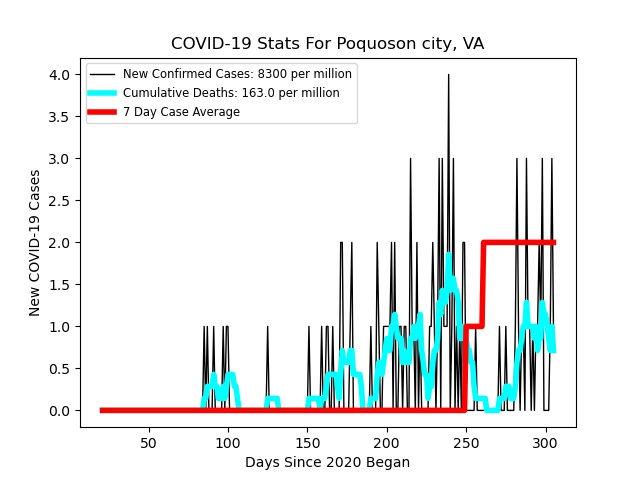 COVID-19 Stats For Poquoson city, VA
New Confirmed Cases: 8300 per million
Cumulative Deaths: 163.0 per million
7 Day Case Average
New COVID-19 Cases
4.0
3.5
3.0
2.5
2.0
1.5
1.0
0.5
0.0
50 100 150 200 250 300
Days Since 2020 Began